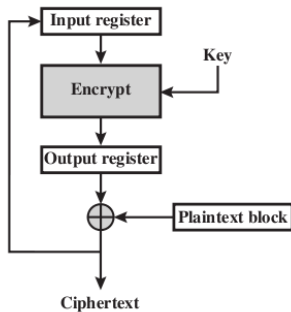 Input register
Key
Encrypt
Output register
Plaintext block
Ciphertext